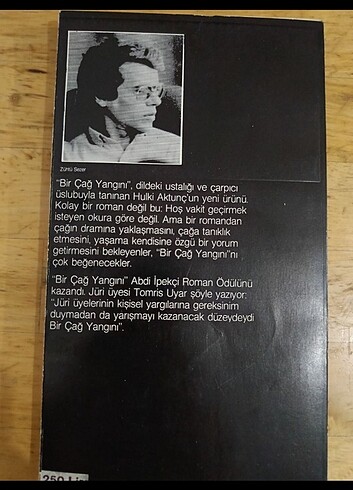 Züntü Sezer
"Bir Çağ Yangını", dildeki ustalığı ve çarpıcı
üslubuyla tanınan Hulki Aktunç'un yeni ürünü.
Kolay bir roman değil bu: Hoş vakit geçirmek
isteyen okura göre değil. Ama bir romandan
çağın dramına yaklaşmasını, çağa tanıklık
etmesini, yaşama kendisine özgü bir yorum
getirmesini bekleyenler, "Bir Çağ Yangını"nı
çok beğenecekler.
"Bir Çağ Yangını" Abdi İpekçi Roman Ödülünü
kazandı. Jüri üyesi Tomris Uyar şöyle yazıyor:
"Jüri üyelerinin kişisel yargılarına gereksinim
duymadan da yarışmayı kazanacak düzeydeydi
Bir Çağ Yangını".
250 Lira